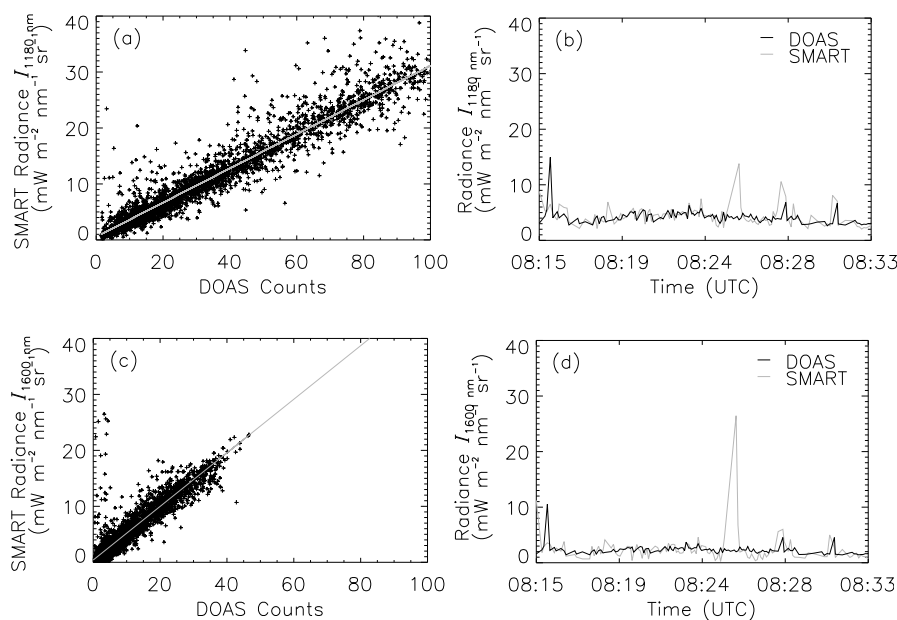 (a)
SMART Radiance I1180 nm
(mW m−2 nm−1 sr−1)
40
30
20
10
0
0 20 40 60 80 100
DOAS Counts
(b)
DOAS
SMART
Radiance I1180 nm
(mW m−2 nm−1 sr−1)
40
30
20
10
0
08:15 08:19 08:24 08:28 08:33
Time (UTC)
(c)
SMART Radiance I1600 nm
(mW m−2 nm−1 sr−1)
40
30
20
10
0
0 20 40 60 80 100
DOAS Counts
(d)
DOAS
SMART
Radiance I1600 nm
(mW m−2 nm−1 sr−1)
40
30
20
10
0
08:15 08:19 08:24 08:28 08:33
Time (UTC)